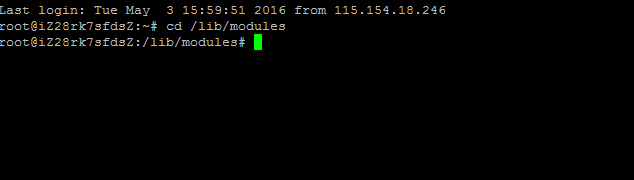 Last login: Tue May  3 15:59:51 2016 from 115.154.18.246
root@iZ28rk7sfdsZ:~# cd /lib/modules
root@iZ28rk7sfdsZ:/lib/modules#